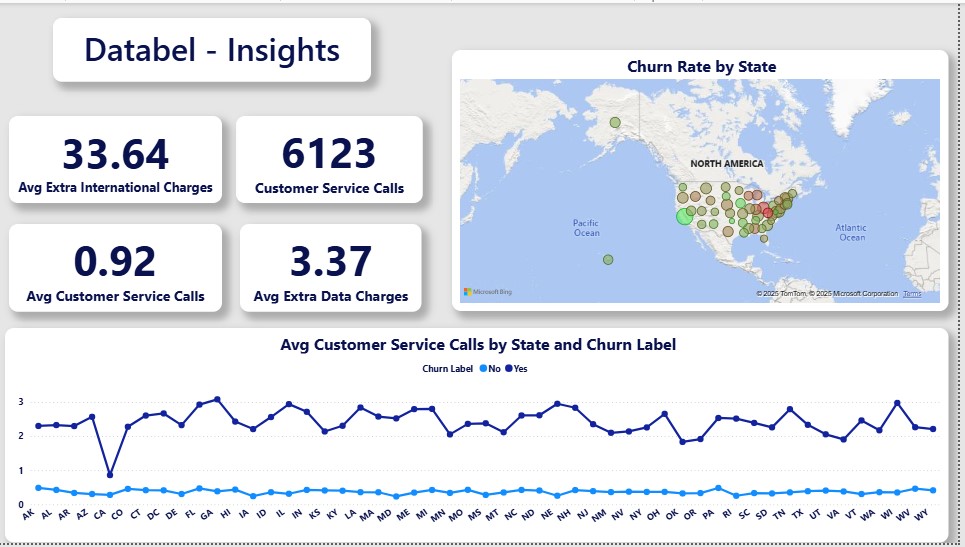 Databel - Insights
33.64
Avg Extra International Charges
6123
Customer Service Calls
0.92
Avg Customer Service Calls
3.37
Avg Extra Data Charges
Churn Rate by State
NORTH AMERICA
Pacific
Ocean
Atlantic
Ocean
Microsoft Bing
© 2025 TomTom, © 2025 Microsoft Corporation Terms
Avg Customer Service Calls by State and Churn Label
Churn Label No Yes
3
2
1
0
AK AL AR AZ CA CO CT DC DE FL GA HI IA ID IL IN KS KY LA MA MD ME MI MN MO MS MT NC ND NE NH NJ NM NV NY OH OK OR PA RI SC SD TN TX UT VA VT WA WI WV WY